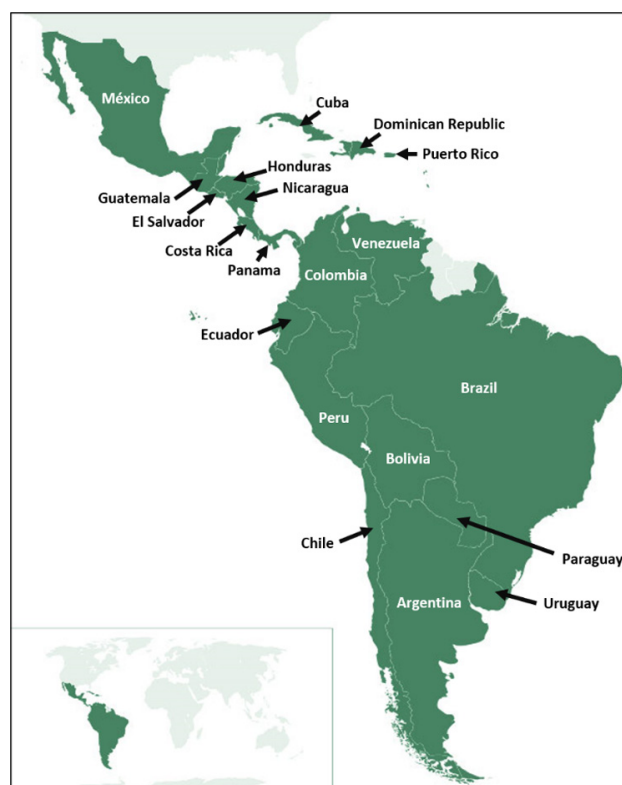 México
Cuba
Dominican Republic
Puerto Rico
Honduras
Guatemala
Nicaragua
El Salvador
Costa Rica
Panama
Venezuela
Colombia
Ecuador
Brazil
Peru
Bolivia
Chile
Paraguay
Argentina
Uruguay